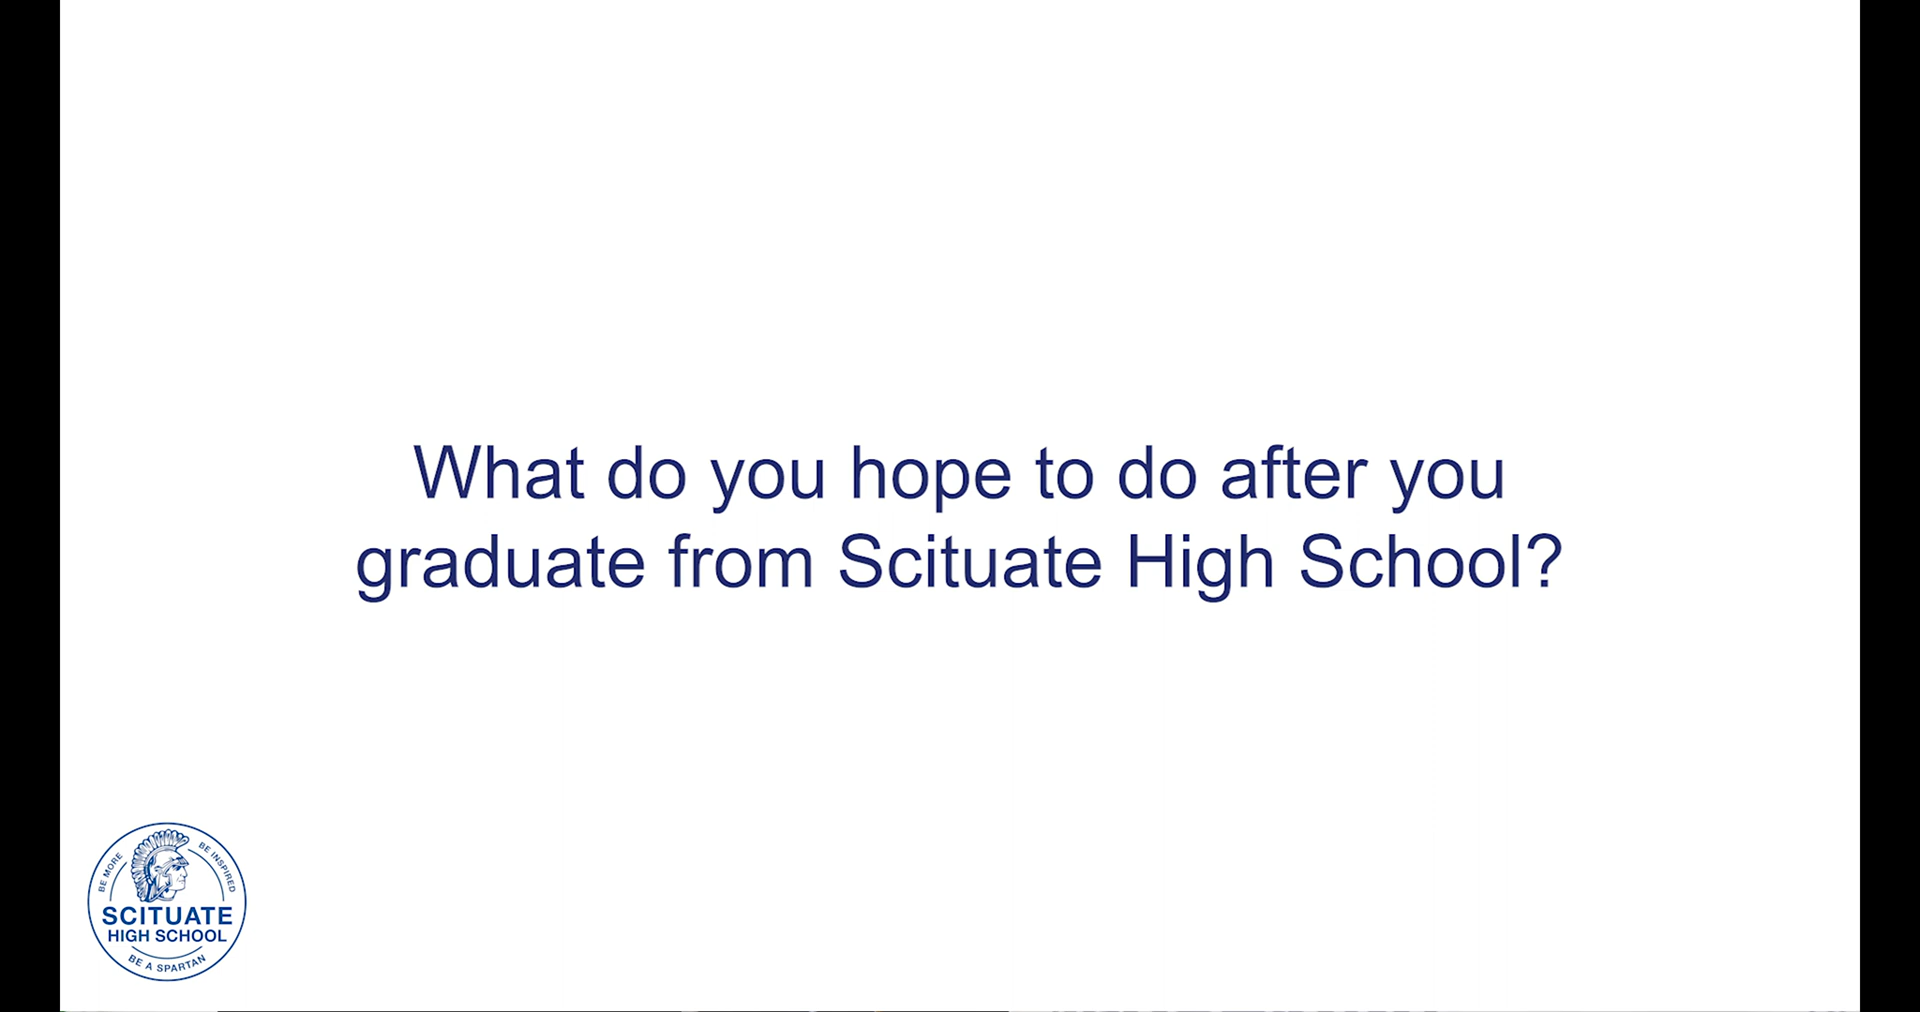 What do you hope to do after you
graduate from Scituate High School?
BE MORE
BE INSPIRED
SCITUATE
HIGH SCHOOL
BE A SPARTAN